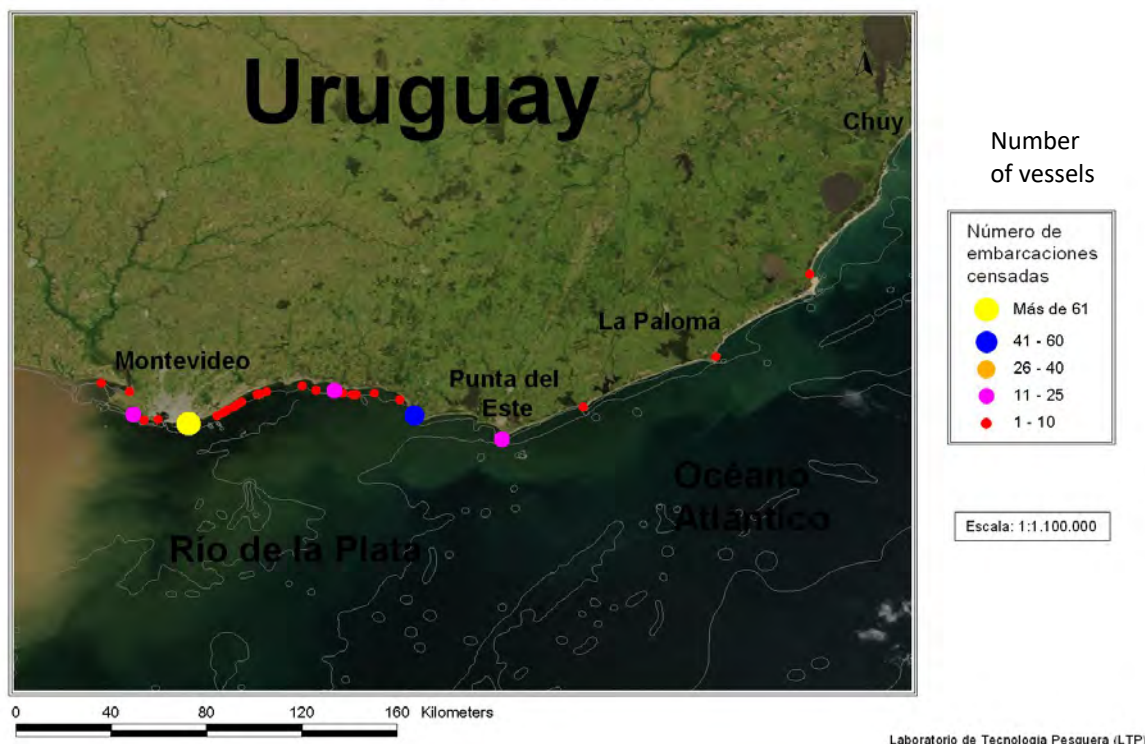 Uruguay
Chuy
Montevideo
La Paloma
Punta del
Este
Océano
Atlántico
Río de la Plata
0 40 80 120 160 Kilometers
Number
of vessels
Número de
embarcaciones
censadas
Más de 61
41 - 60
26 - 40
11 - 25
1 - 10
Escala: 1:1.100.000
Laboratorio de Tecnología Pesquera (LTP)